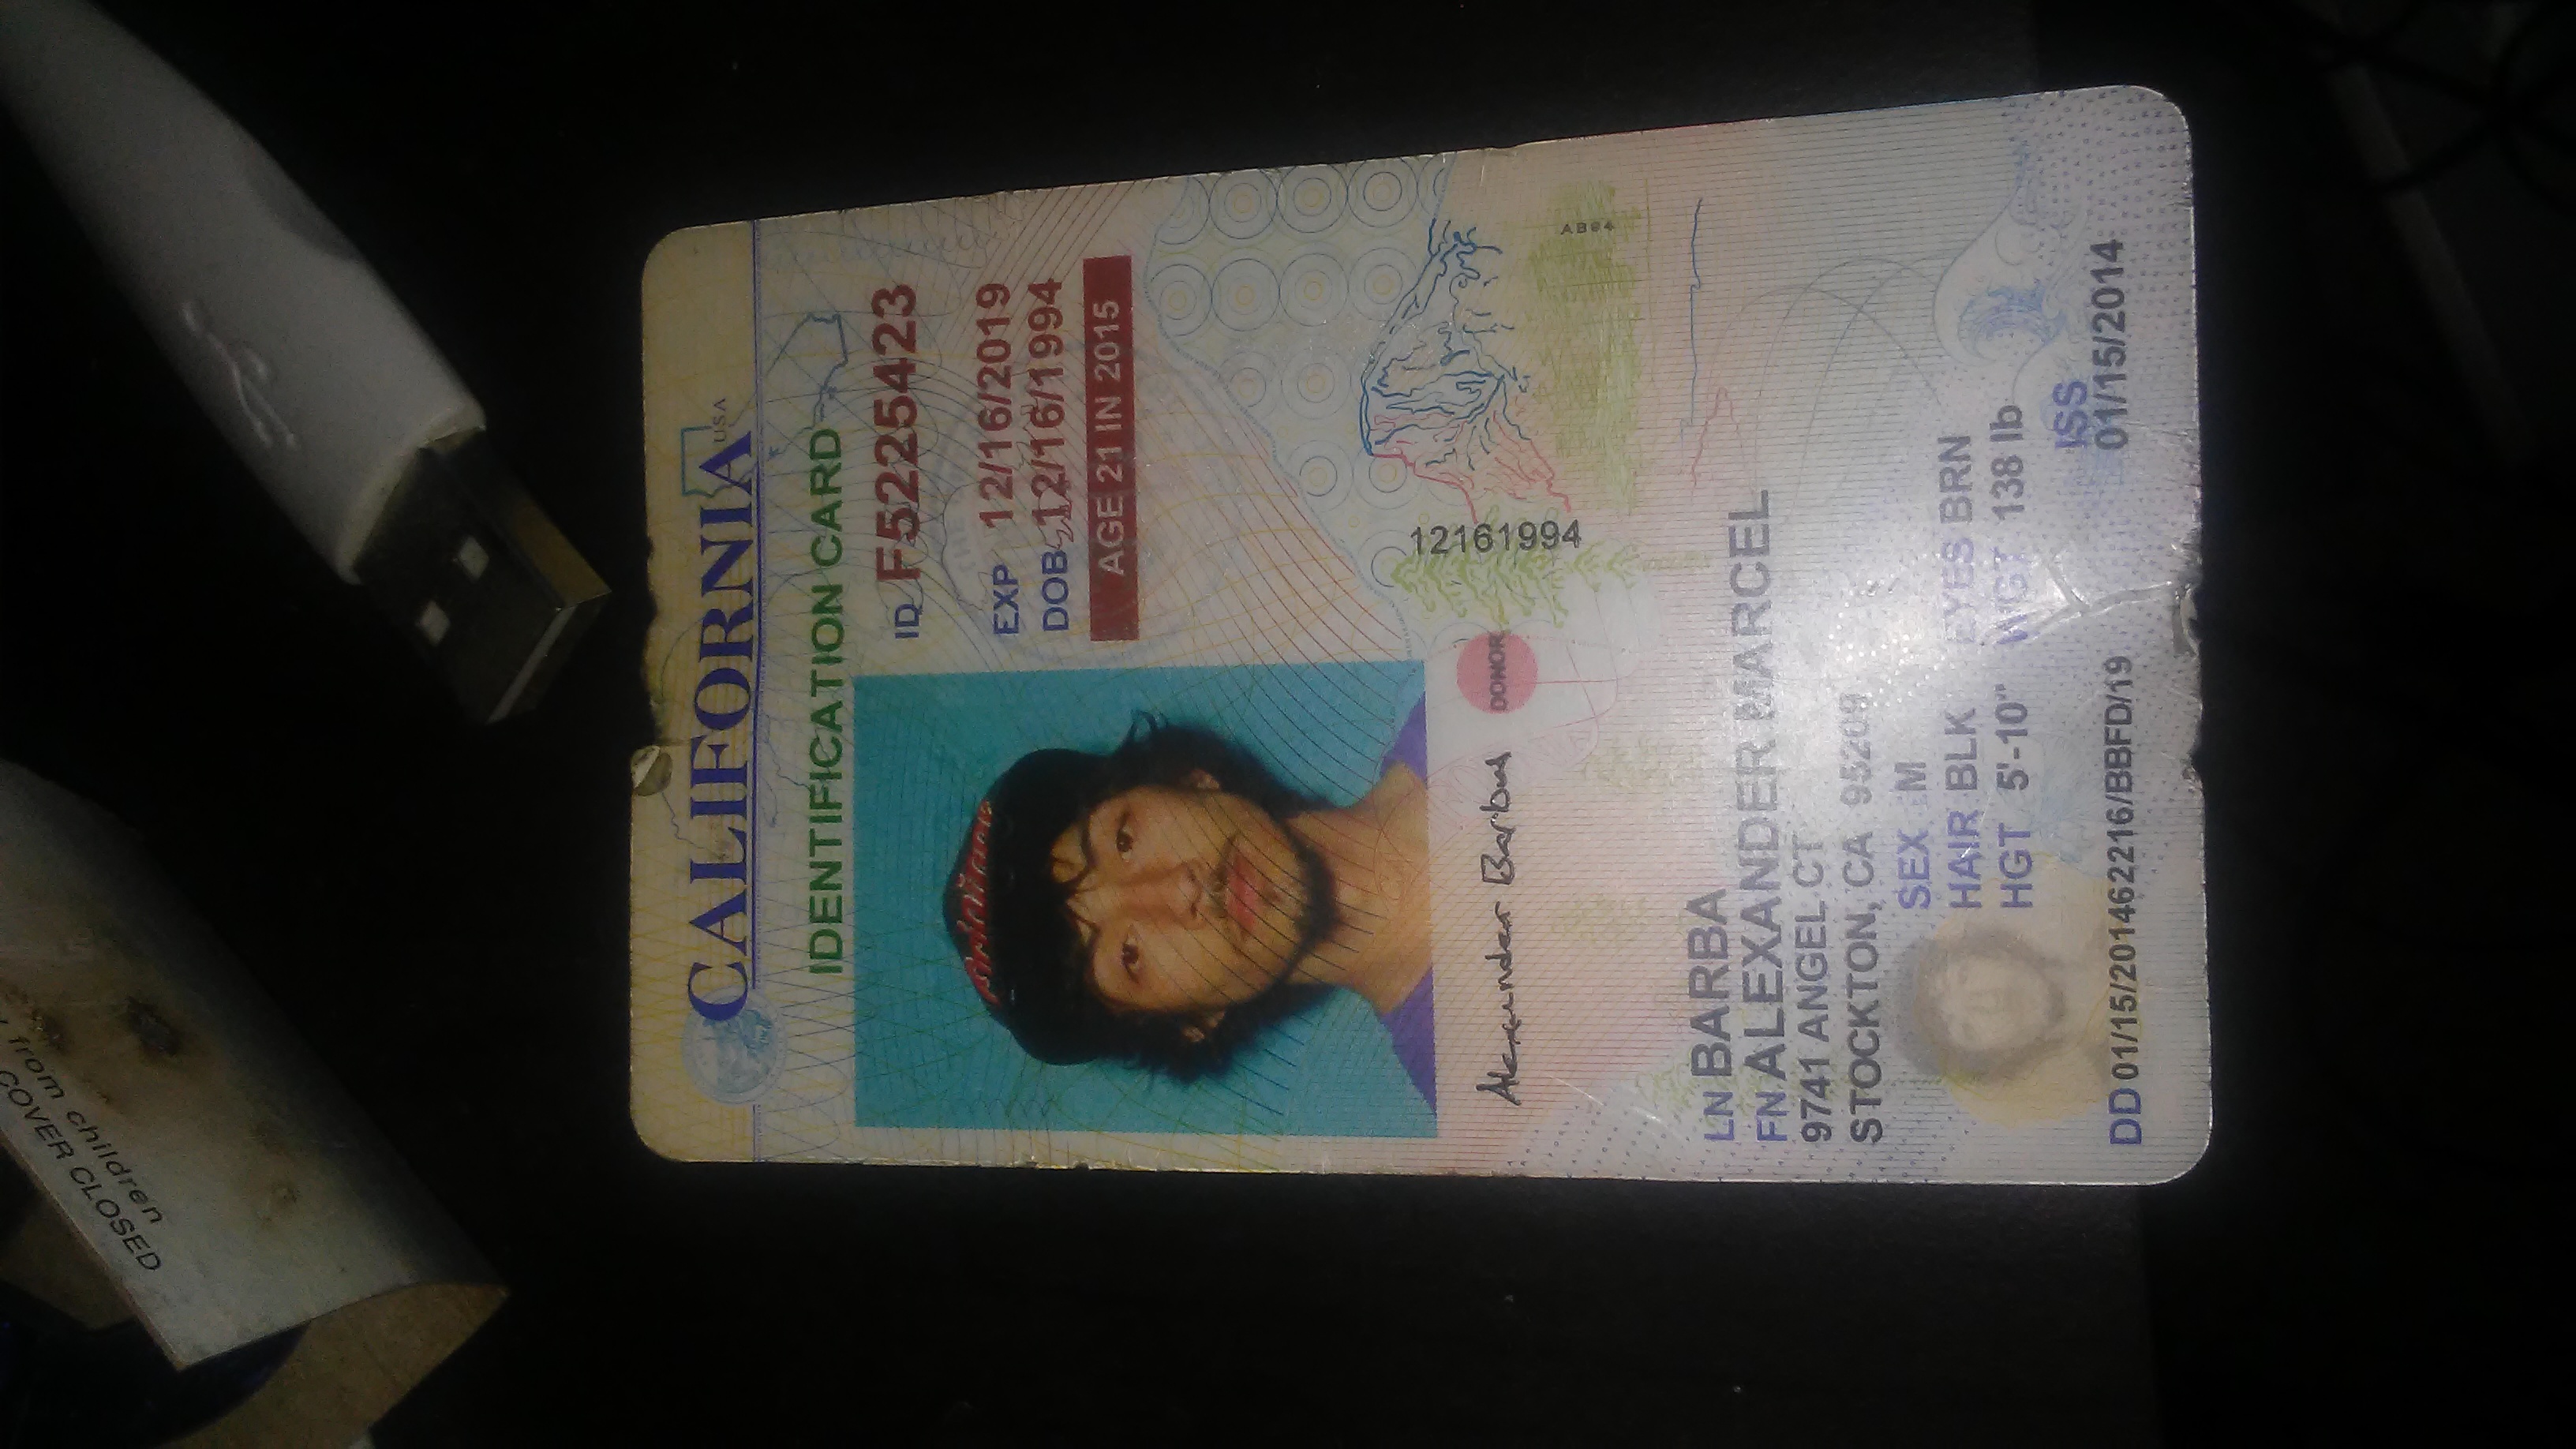 from children
COVER CLOSED
CALIFORNIA USA
IDENTIFICATION CARD
ID F5225423
EXP 12/16/2019
DOB 12/16/1994
AGE 21 IN 2015
Alexander Barba
DONOR
12161994
LN BARBA
FN ALEXANDER MARCEL
9741 ANGEL CT
STOCKTON, CA 95209
SEX M
HAIR BLK EYES BRN
HGT 5'-10" WGT 138 lb
ISS
DD 01/15/201462216/BBFD/19 01/15/2014